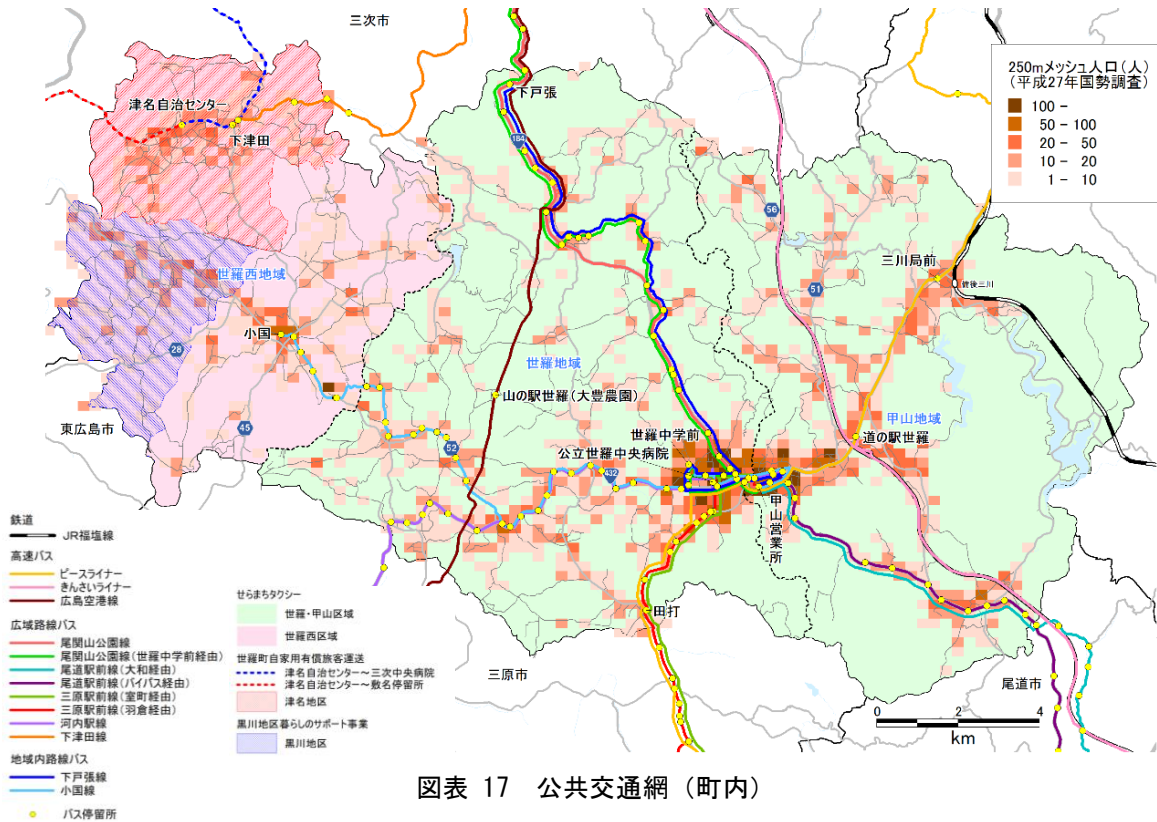 三次市
250mメッシュ人口(人)
(平成27年国勢調査)
100 -
50 - 100
20 - 50
10 - 20
1 - 10
下戸張
津名自治センター
下津田
184
56
三川局前
備後三川
51
世羅西地域
小国
28
世羅地域
山の駅世羅(大豊農園)
甲山地域
道の駅世羅
世羅中学前
公立世羅中央病院
東広島市
45
52
432
甲山営業所
田打
三原市
尾道市
0 2 4
km
鉄道
JR福塩線
高速バス
ピースライナー
きんさいライナー
広島空港線
広域路線バス
尾関山公園線
尾関山公園線(世羅中学前経由)
尾道駅前線(大和経由)
尾道駅前線(バイパス経由)
三原駅前線(室町経由)
三原駅前線(羽倉経由)
河内駅線
下津田線
地域内路線バス
下戸張線
小国線
バス停留所
せらまちタクシー
世羅・甲山区域
世羅西区域
世羅町自家用有償旅客運送
津名自治センター~三次中央病院
津名自治センター~敷名停留所
津名地区
黒川地区暮らしのサポート事業
黒川地区
図表 17 公共交通網(町内)